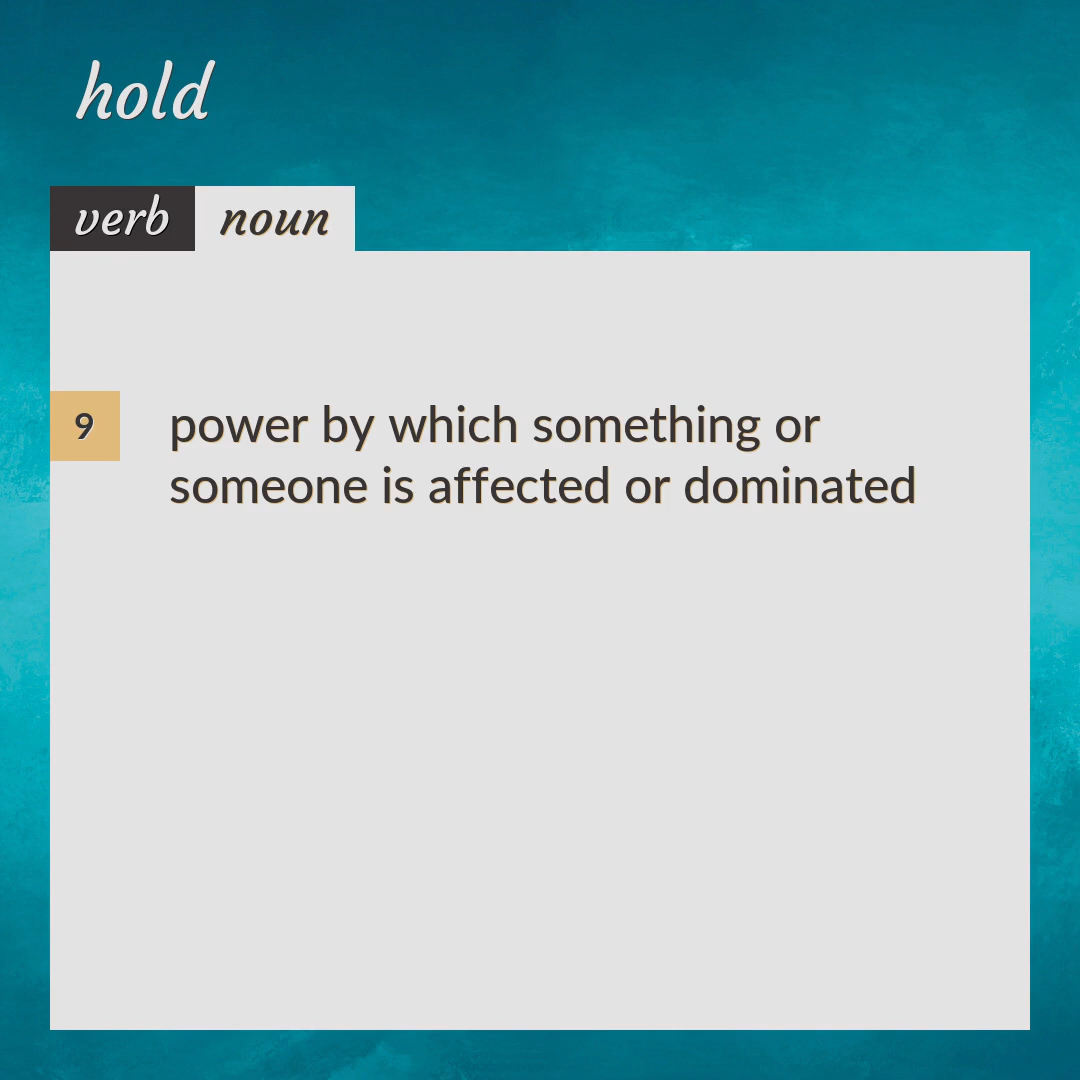 hold
verb noun
9 power by which something or
someone is affected or dominated